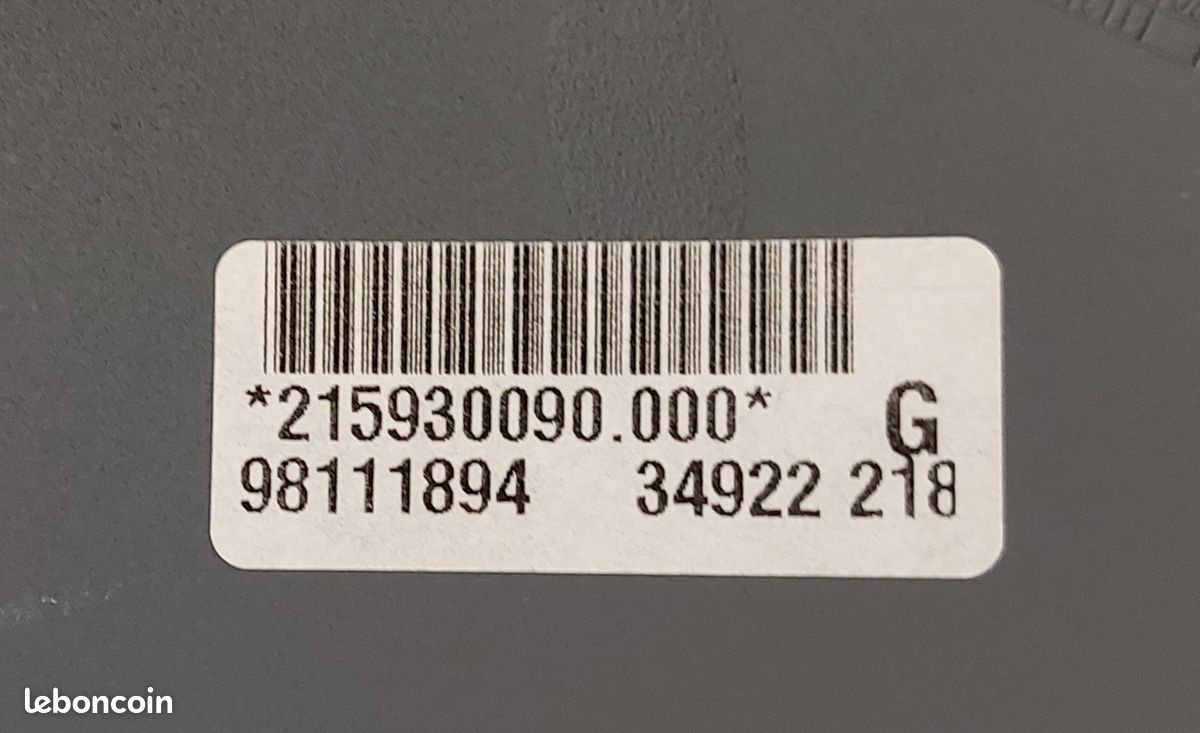 *215930090.000*
G
98111894 34922 218
leboncoin